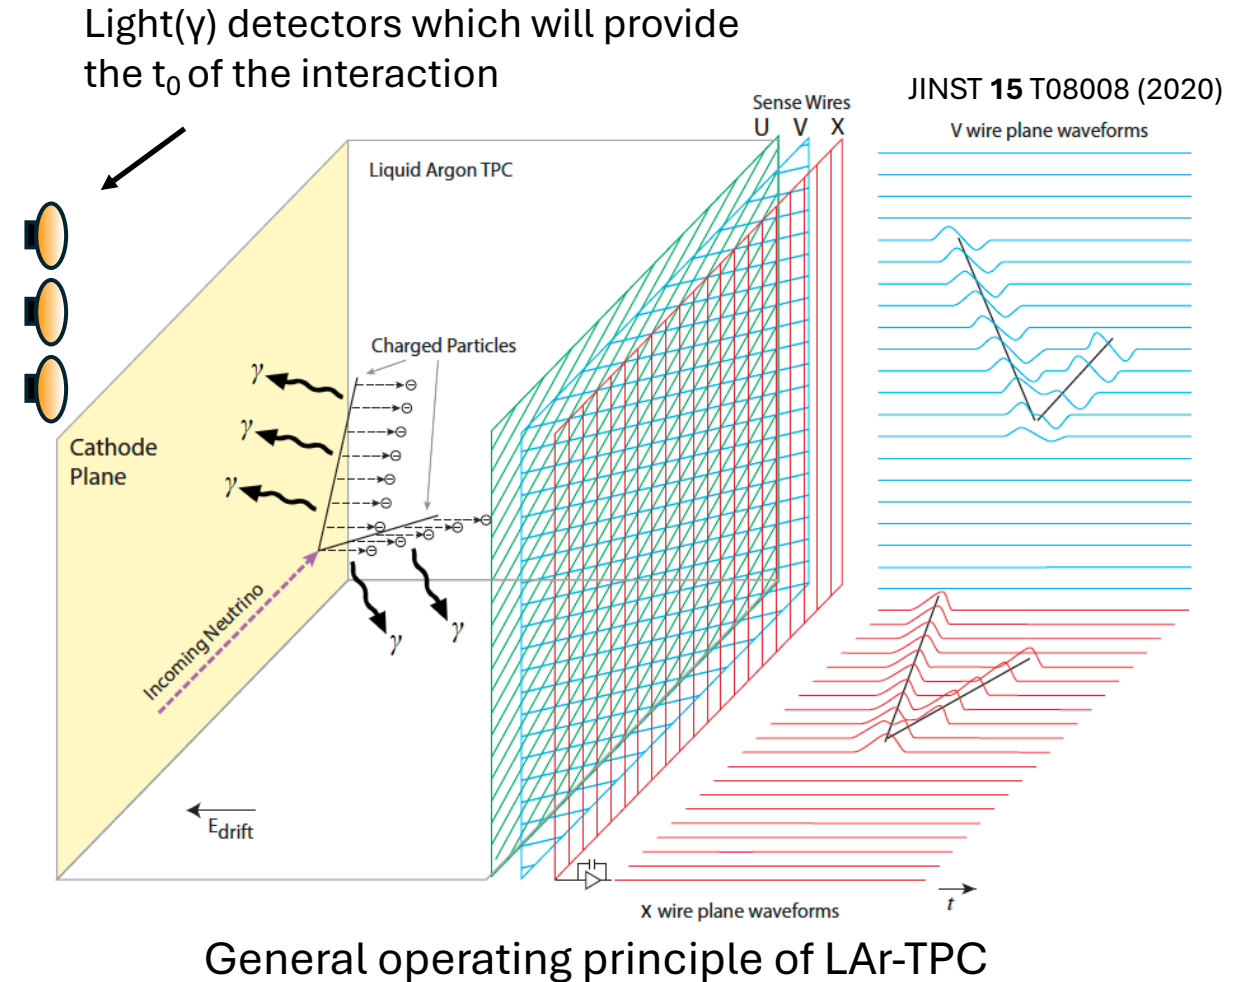 Light(γ) detectors which will provide
the t₀ of the interaction
JINST 15 T08008 (2020)
Sense Wires
U V X
V wire plane waveforms
Liquid Argon TPC
Charged Particles
γ
γ
γ
Cathode
Plane
Incoming Neutrino
γ
γ
Edrift
t
X wire plane waveforms
General operating principle of LAr-TPC